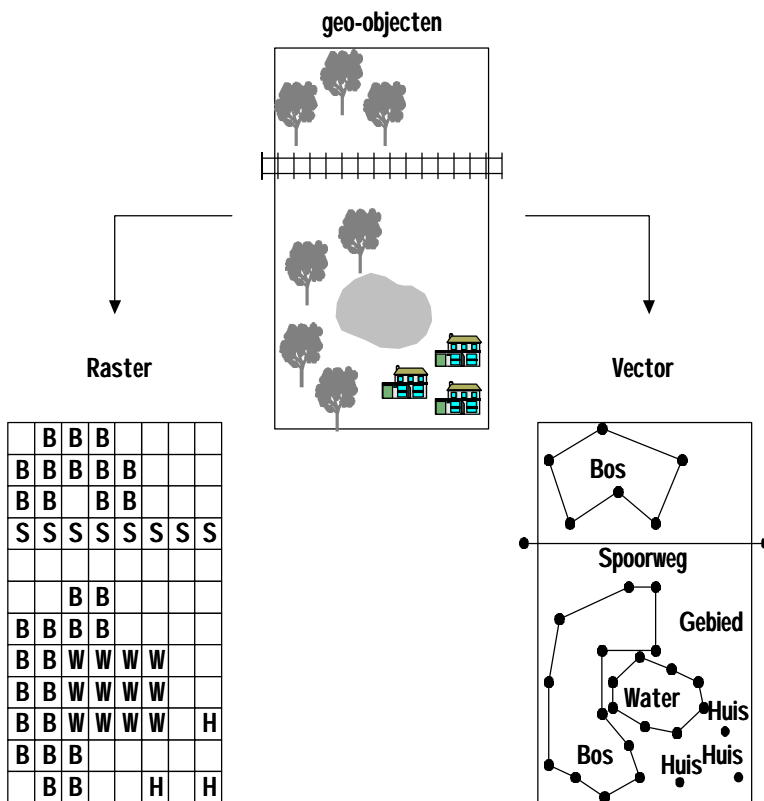 geo-objecten
Raster
Vector
B B B
B B B B B
B B B B
S S S S S S S S
B B
B B B B
B B W W W W
B B W W W W
B B W W W W H
B B B
B B H H
Bos
Spoorweg
Gebied
Water
Huis
Bos
Huis
Huis